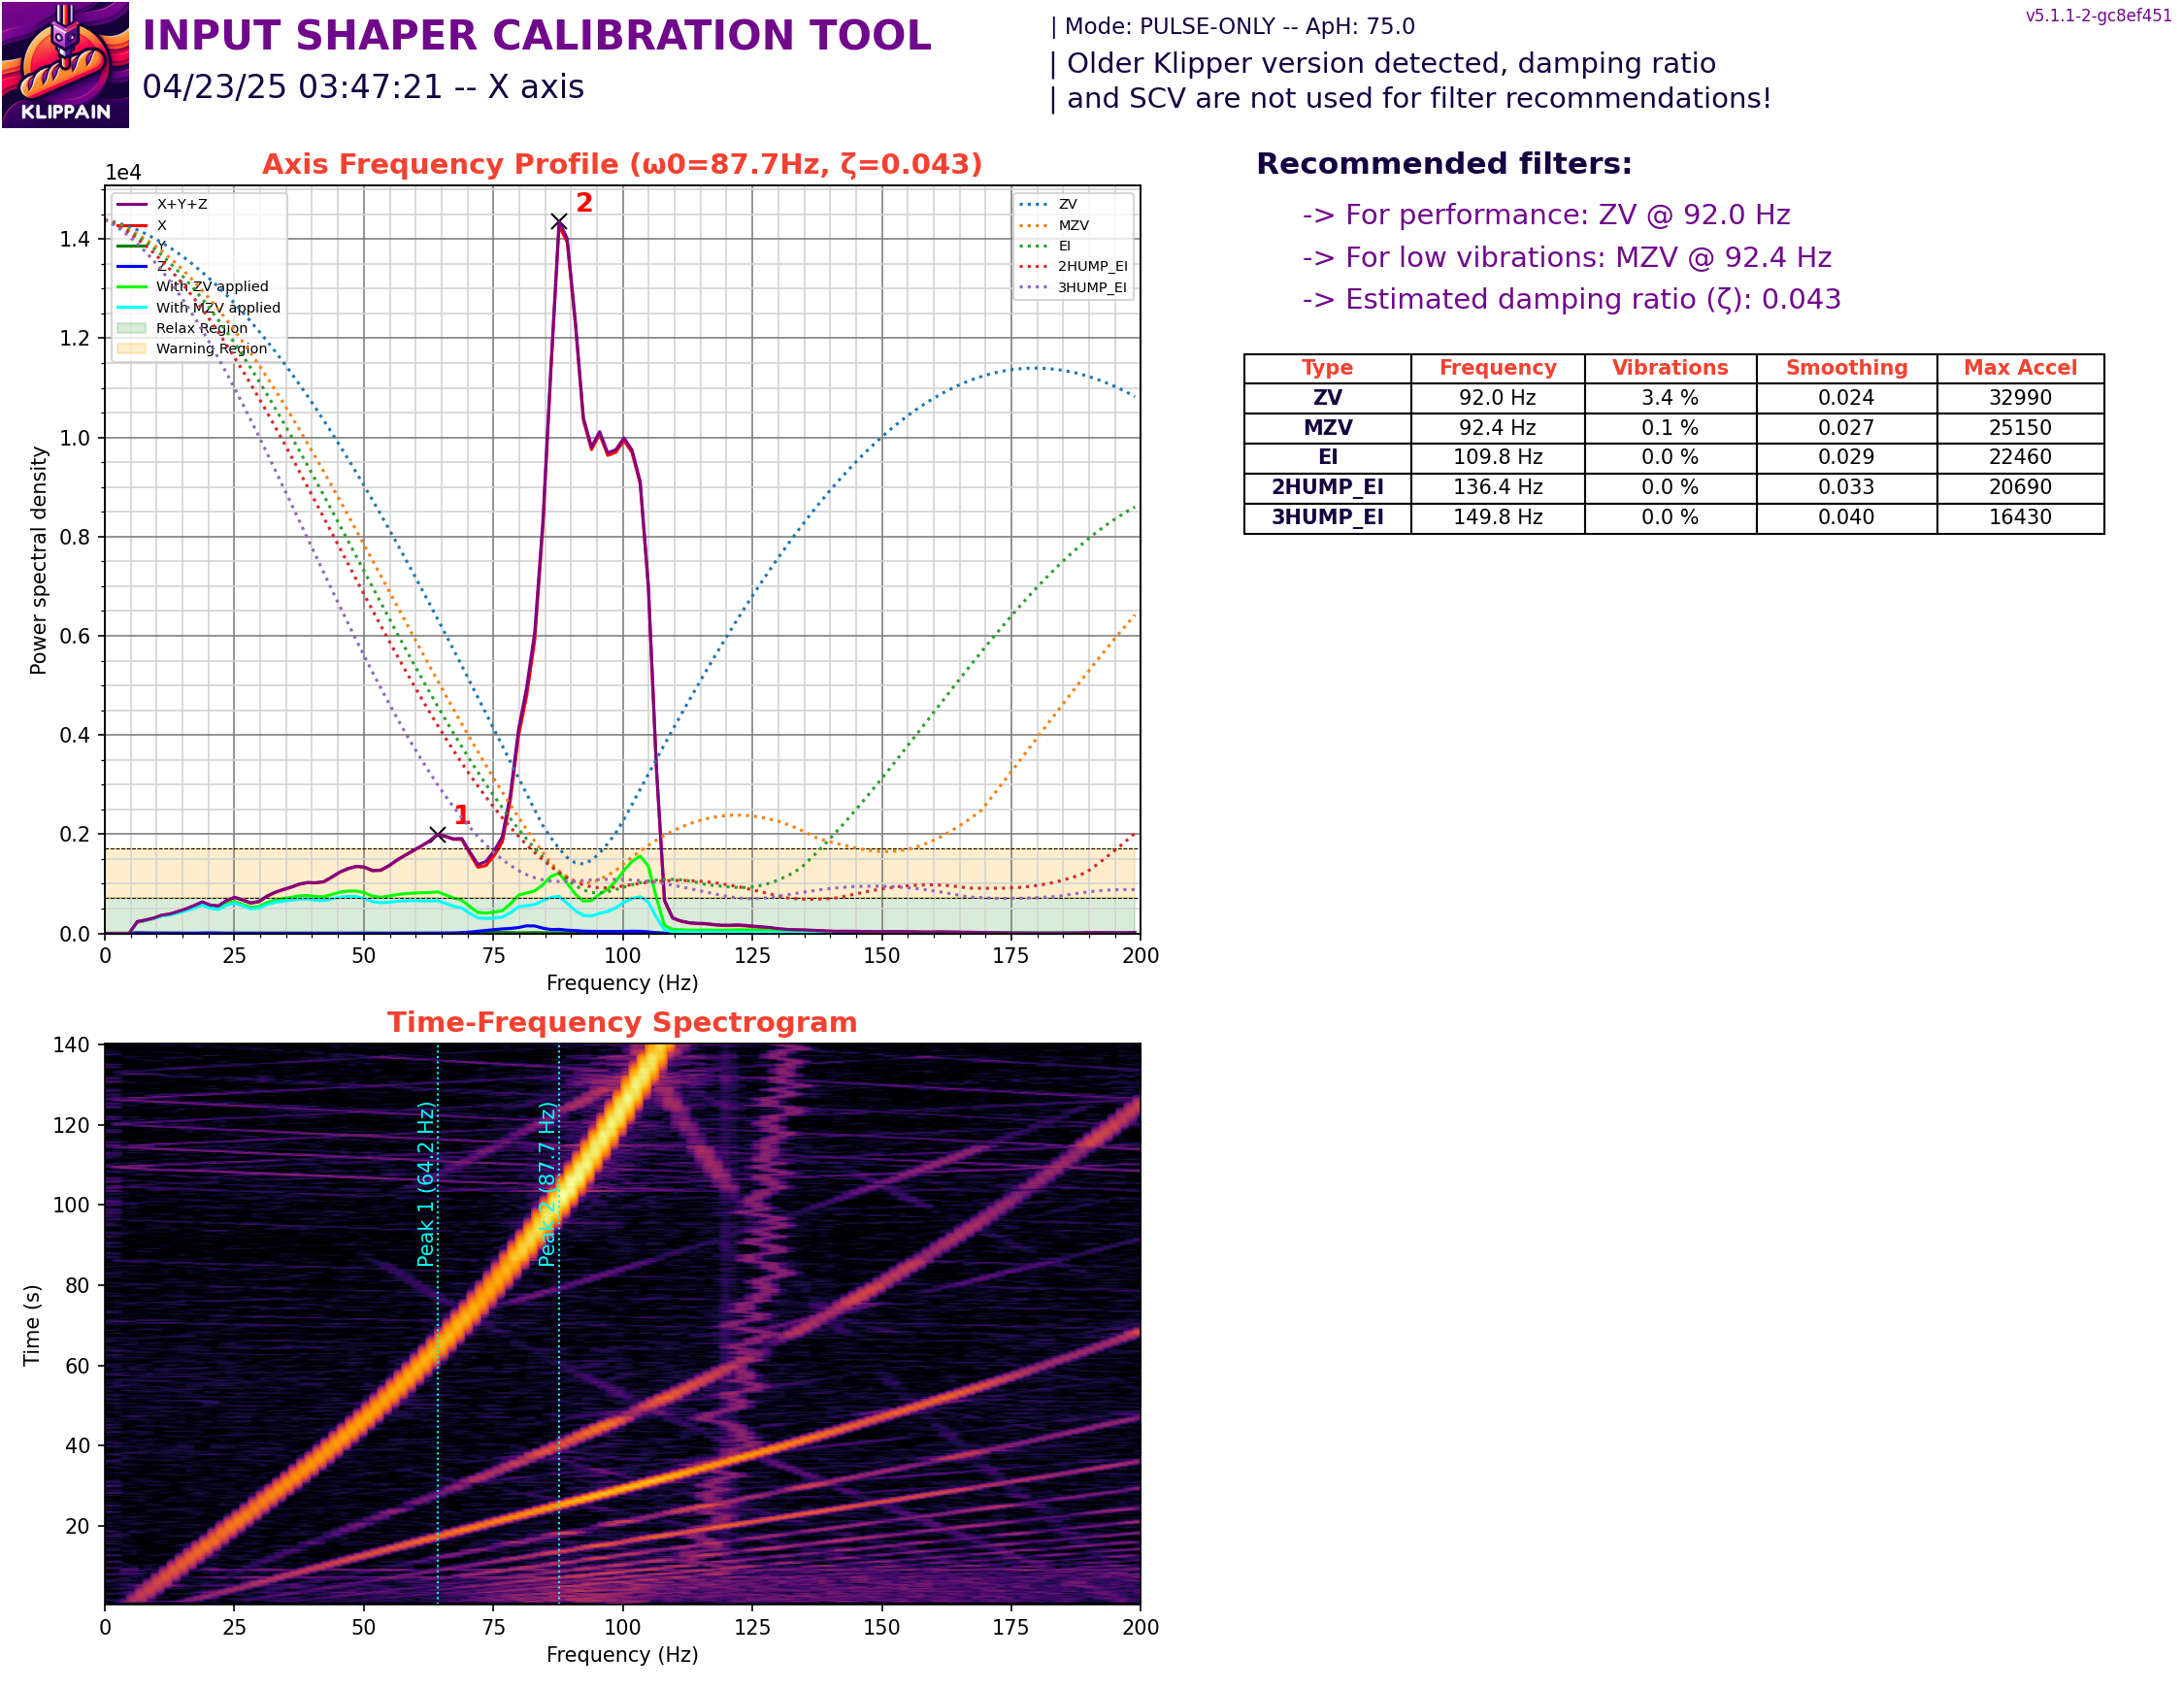 KLIPPAIN
INPUT SHAPER CALIBRATION TOOL
04/23/25 03:47:21 -- X axis
| Mode: PULSE-ONLY -- ApH: 75.0
| Older Klipper version detected, damping ratio
| and SCV are not used for filter recommendations!
v5.1.1-2-gc8ef451
Axis Frequency Profile (ω0=87.7Hz, ζ=0.043)
1e4
X+Y+Z
X
Y
Z
With ZV applied
With MZV applied
Relax Region
Warning Region
ZV
MZV
EI
2HUMP_EI
3HUMP_EI
2
1
1.4
1.2
1.0
0.8
0.6
0.4
0.2
0.0
Power spectral density
0 25 50 75 100 125 150 175 200
Frequency (Hz)
Recommended filters:
-> For performance: ZV @ 92.0 Hz
-> For low vibrations: MZV @ 92.4 Hz
-> Estimated damping ratio (ζ): 0.043
Type Frequency Vibrations Smoothing Max Accel
ZV 92.0 Hz 3.4 % 0.024 32990
MZV 92.4 Hz 0.1 % 0.027 25150
EI 109.8 Hz 0.0 % 0.029 22460
2HUMP_EI 136.4 Hz 0.0 % 0.033 20690
3HUMP_EI 149.8 Hz 0.0 % 0.040 16430
Time-Frequency Spectrogram
140
120
100
80
60
40
20
Time (s)
Peak 1 (64.2 Hz)
Peak 2 (87.7 Hz)
0 25 50 75 100 125 150 175 200
Frequency (Hz)